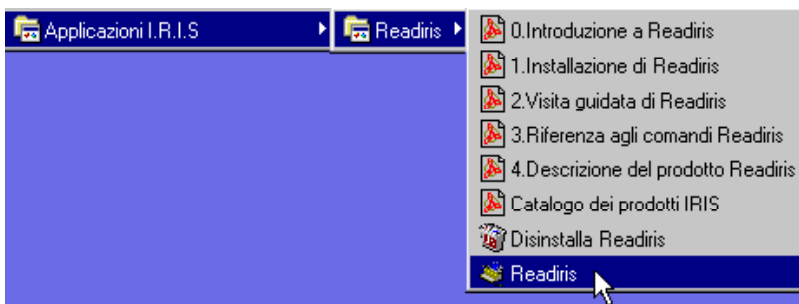 Applicazioni I.R.I.S
Readiris
0.Introduzione a Readiris
1.Installazione di Readiris
2.Visita guidata di Readiris
3.Riferenza agli comandi Readiris
4.Descrizione del prodotto Readiris
Catalogo dei prodotti IRIS
Disinstalla Readiris
Readiris